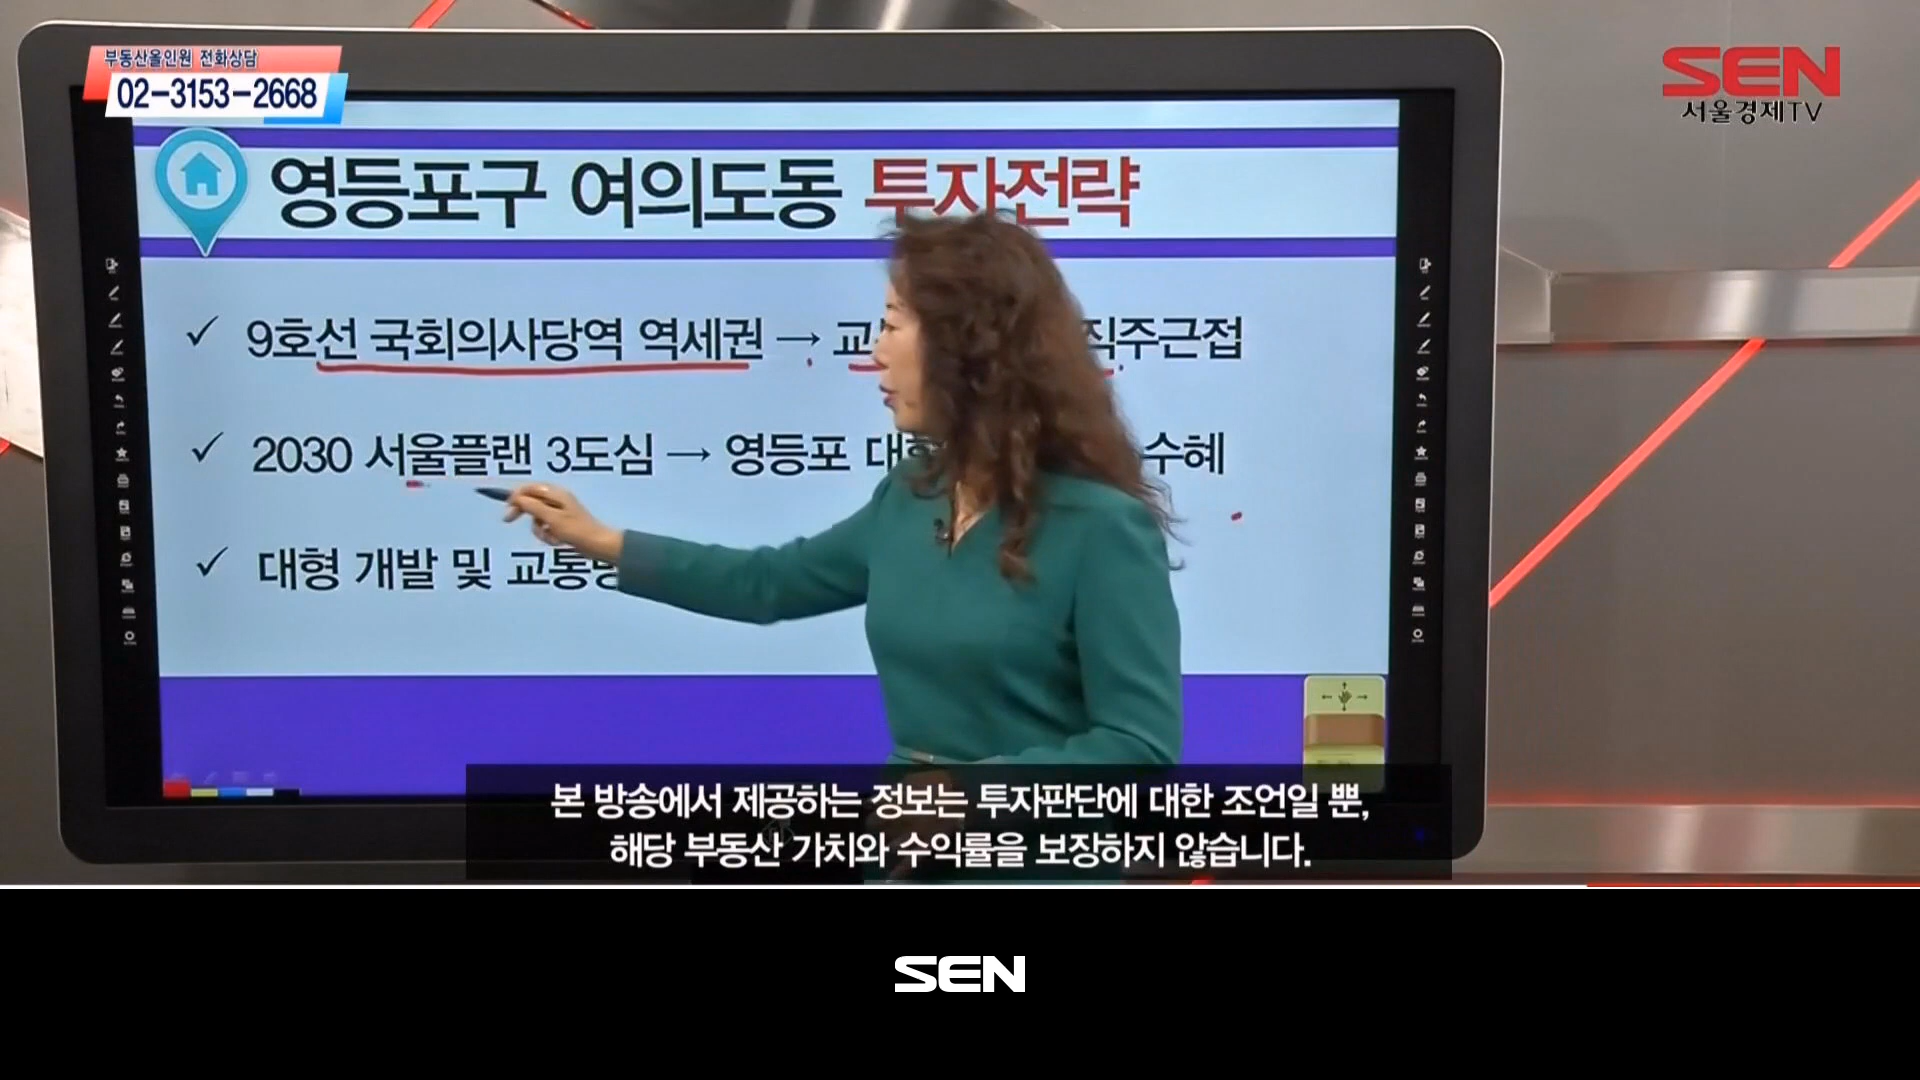 부동산올인원 전화상담
02-3153-2668
SEN
서울경제TV
영등포구 여의도동 투자전략
9호선 국회의사당역 역세권 → 직주근접
2030 서울플랜 3도심 → 영등포 수혜
대형 개발 및
본 방송에서 제공하는 정보는 투자판단에 대한 조언일 뿐,
해당 부동산 가치와 수익률을 보장하지 않습니다.
SEN